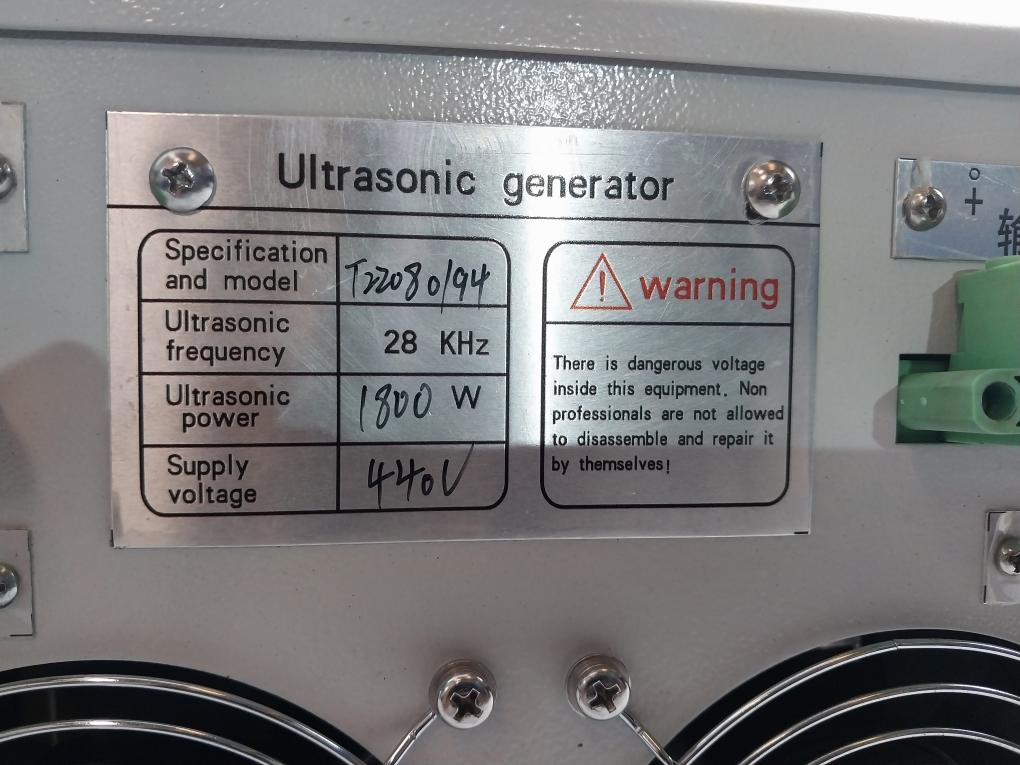 Ultrasonic generator
Specification
and model
T22080/94
Ultrasonic
frequency
28 KHz
Ultrasonic
power
1800 W
Supply
voltage
440V
warning
There is dangerous voltage
inside this equipment. Non
professionals are not allowed
to disassemble and repair it
by themselves!
+
输